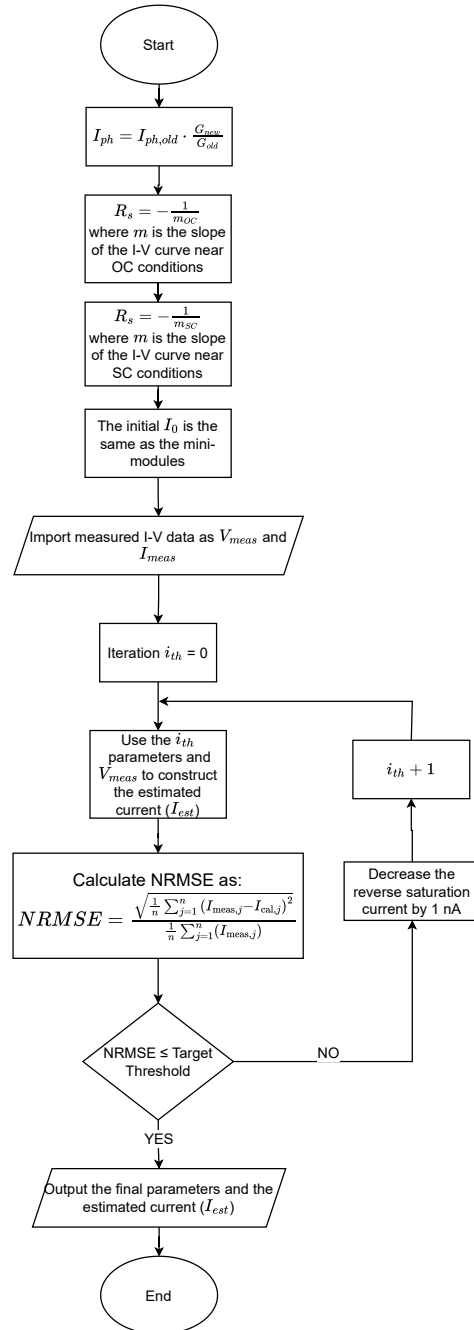 Start
$I_{ph} = I_{ph,old} \cdot \frac{G_{new}}{G_{old}}$
$R_s = -\frac{1}{m_{OC}}$
where $m$ is the slope
of the I-V curve near
OC conditions
$R_s = -\frac{1}{m_{SC}}$
where $m$ is the slope
of the I-V curve near
SC conditions
The initial $I_0$ is the
same as the mini-
modules
Import measured I-V data as $V_{meas}$ and
$I_{meas}$
Iteration $i_{th}$ = 0
Use the $i_{th}$
parameters and
$V_{meas}$ to construct
the estimated
current ($I_{est}$)
$i_{th} + 1$
Calculate NRMSE as:
$NRMSE = \frac{\sqrt{\frac{1}{n}\sum_{j=1}^{n}(I_{\text{meas},j} - I_{\text{cal},j})^2}}{\frac{1}{n}\sum_{j=1}^{n}(I_{\text{meas},j})}$
Decrease the
reverse saturation
current by 1 nA
NRMSE ≤ Target
Threshold
NO
YES
Output the final parameters and the
estimated current ($I_{est}$)
End